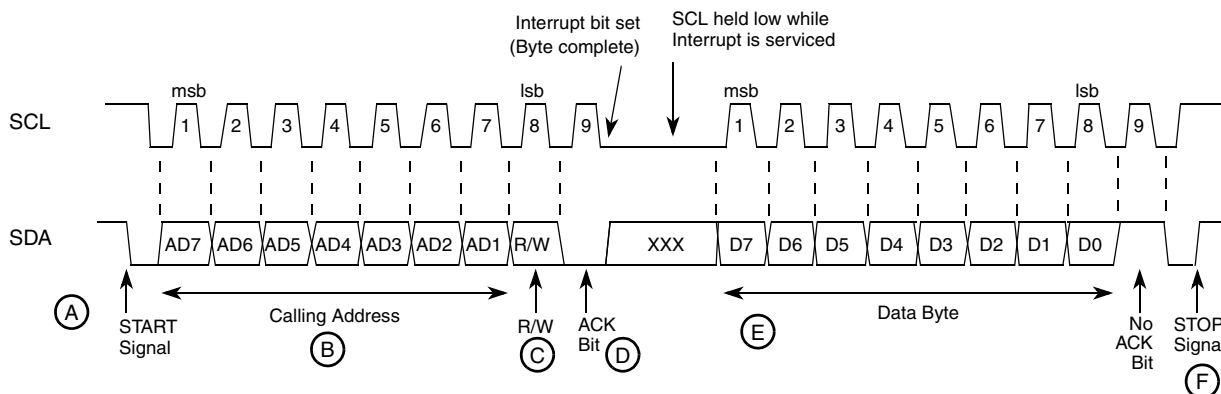 Interrupt bit set
(Byte complete)
SCL held low while
Interrupt is serviced
msb
lsb
msb
lsb
SCL
1 2 3 4 5 6 7 8 9
1 2 3 4 5 6 7 8 9
SDA
AD7 AD6 AD5 AD4 AD3 AD2 AD1 R/W
XXX
D7 D6 D5 D4 D3 D2 D1 D0
A
START
Signal
Calling Address
B
R/W
C
ACK
Bit
D
E
Data Byte
No
ACK
Bit
STOP
Signal
F